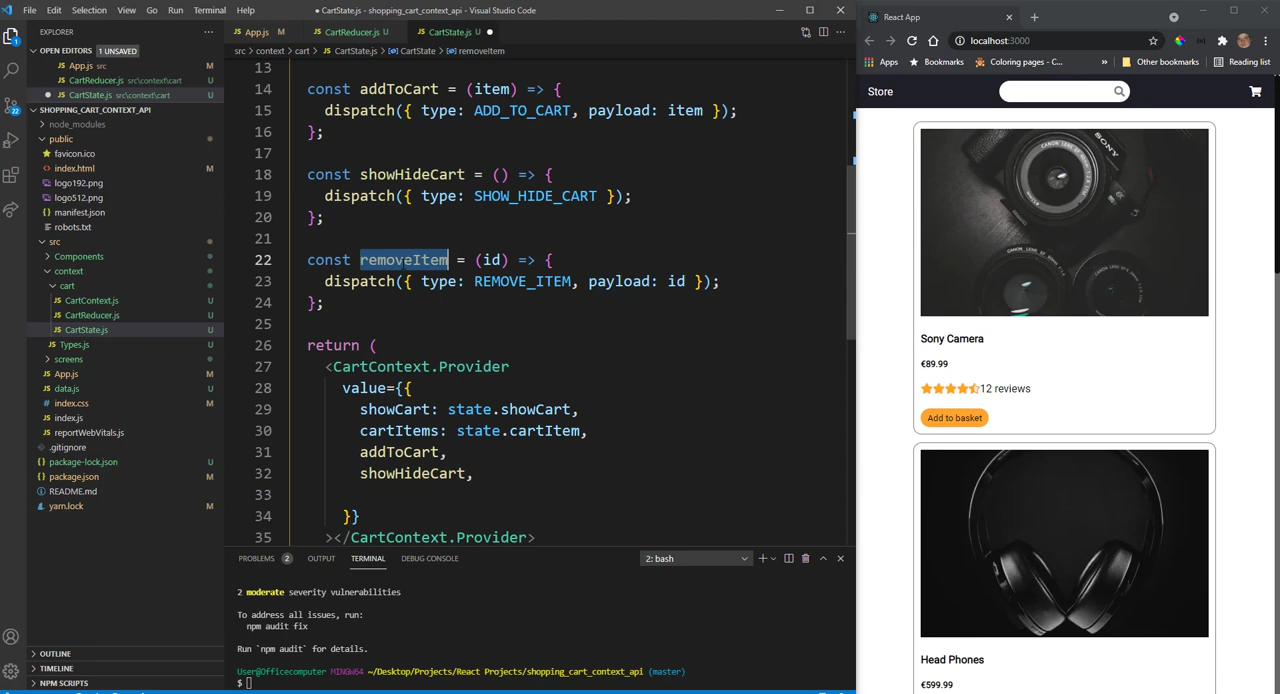 File Edit Selection View Go Run Terminal Help
● CartState.js - shopping_cart_context_api - Visual Studio Code
EXPLORER
OPEN EDITORS 1 UNSAVED
App.js src M
CartReducer.js src\context\cart U
CartState.js src\context\cart U
SHOPPING_CART_CONTEXT_API
node_modules
public
favicon.ico
index.html M
logo192.png
logo512.png
manifest.json
robots.txt
src
Components
context
cart
CartContext.js U
CartReducer.js U
CartState.js U
Types.js U
screens
App.js M
data.js U
index.css M
index.js
reportWebVitals.js
.gitignore
package-lock.json U
package.json M
README.md
yarn.lock M
OUTLINE
TIMELINE
NPM SCRIPTS
1
22
JS App.js M JS CartReducer.js U JS CartState.js U ●
src > context > cart > JS CartState.js > CartState > removeItem
13
14 const addToCart = (item) => {
15 dispatch({ type: ADD_TO_CART, payload: item });
16 };
17
18 const showHideCart = () => {
19 dispatch({ type: SHOW_HIDE_CART });
20 };
21
22 const removeItem = (id) => {
23 dispatch({ type: REMOVE_ITEM, payload: id });
24 };
25
26 return (
27 <CartContext.Provider
28 value={{
29 showCart: state.showCart,
30 cartItems: state.cartItem,
31 addToCart,
32 showHideCart,
33
34 }}
35 ></CartContext.Provider>
PROBLEMS 2 OUTPUT TERMINAL DEBUG CONSOLE 2: bash
2 moderate severity vulnerabilities
To address all issues, run:
npm audit fix
Run `npm audit` for details.
User@Officecomputer MINGW64 ~/Desktop/Projects/React Projects/shopping_cart_context_api (master)
$
React App
localhost:3000
Apps Bookmarks Coloring pages - C... » Other bookmarks Reading list
Store
SONY
Sony Camera
€89.99
12 reviews
Add to basket
Head Phones
€599.99